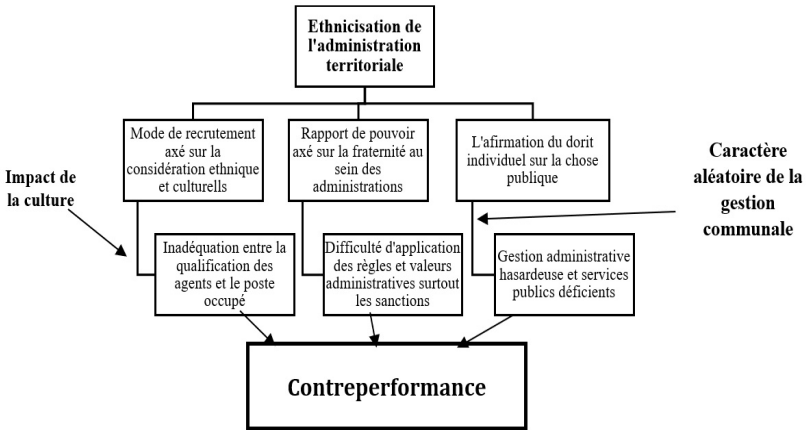 Ethnicisation de
l'administration
territoriale
Mode de recrutement
axé sur la
considération ethnique
et culturells
Rapport de pouvoir
axé sur la fraternité au
sein des
administrations
L'afirmation du dorit
individuel sur la chose
publique
Impact de
la culture
Caractère
aléatoire de la
gestion
communale
Inadéquation entre la
qualification des
agents et le poste
occupé
Difficulté d'application
des règles et valeurs
administratives surtout
les sanctions
Gestion administrative
hasardeuse et services
publics déficients
Contreperformance